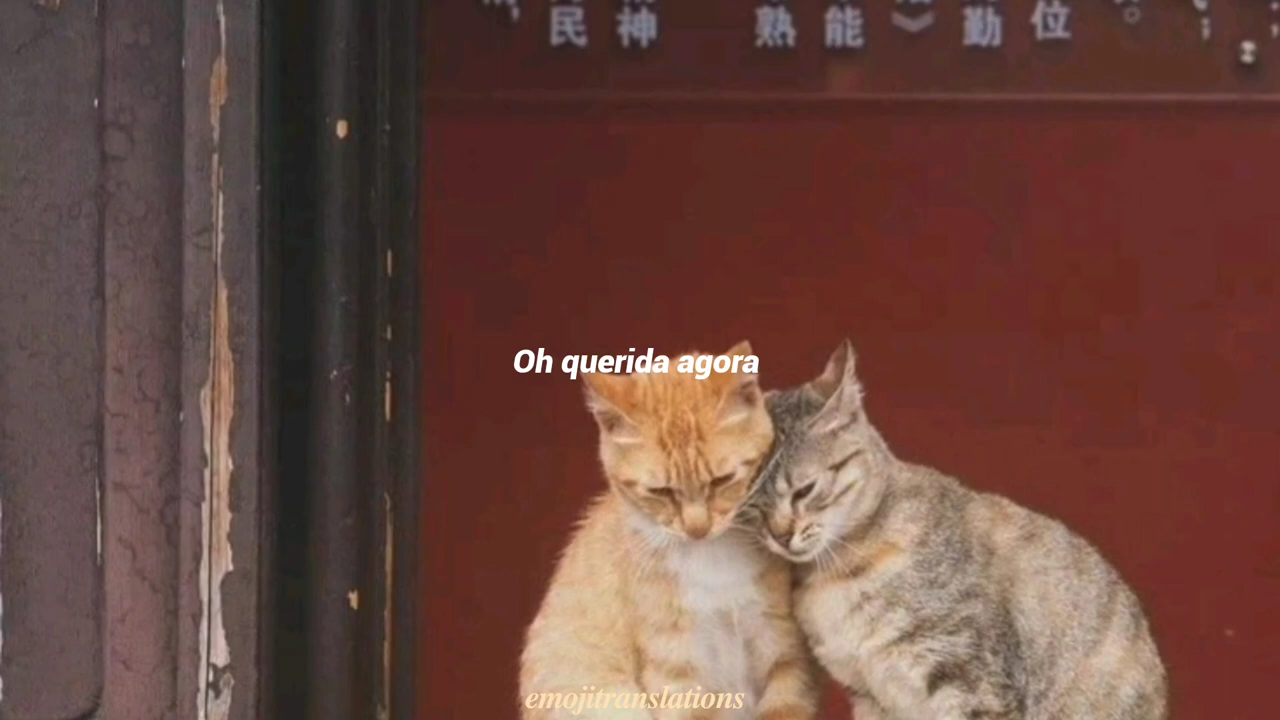 民 神 熟 能 》 勤 位 。
Oh querida agora
emojitranslations